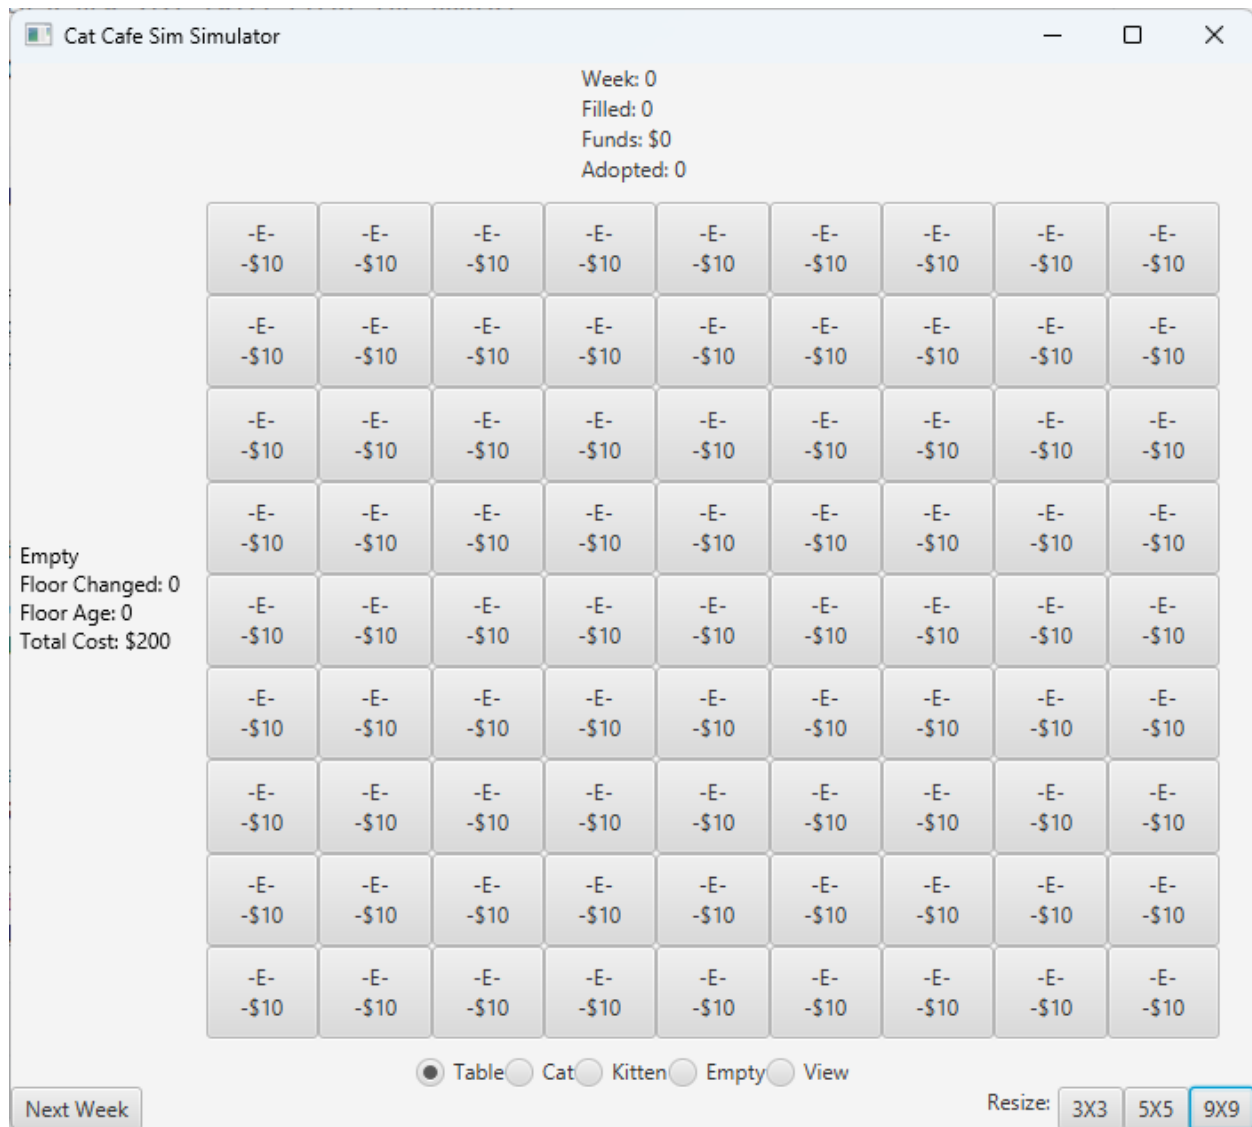 Cat Cafe Sim Simulator
Week: 0
Filled: 0
Funds: $0
Adopted: 0
-E- -E- -E- -E- -E- -E- -E- -E- -E-
-$10 -$10 -$10 -$10 -$10 -$10 -$10 -$10 -$10
-E- -E- -E- -E- -E- -E- -E- -E- -E-
-$10 -$10 -$10 -$10 -$10 -$10 -$10 -$10 -$10
-E- -E- -E- -E- -E- -E- -E- -E- -E-
-$10 -$10 -$10 -$10 -$10 -$10 -$10 -$10 -$10
-E- -E- -E- -E- -E- -E- -E- -E- -E-
-$10 -$10 -$10 -$10 -$10 -$10 -$10 -$10 -$10
Empty
Floor Changed: 0
Floor Age: 0
Total Cost: $200
-E- -E- -E- -E- -E- -E- -E- -E- -E-
-$10 -$10 -$10 -$10 -$10 -$10 -$10 -$10 -$10
-E- -E- -E- -E- -E- -E- -E- -E- -E-
-$10 -$10 -$10 -$10 -$10 -$10 -$10 -$10 -$10
-E- -E- -E- -E- -E- -E- -E- -E- -E-
-$10 -$10 -$10 -$10 -$10 -$10 -$10 -$10 -$10
-E- -E- -E- -E- -E- -E- -E- -E- -E-
-$10 -$10 -$10 -$10 -$10 -$10 -$10 -$10 -$10
-E- -E- -E- -E- -E- -E- -E- -E- -E-
-$10 -$10 -$10 -$10 -$10 -$10 -$10 -$10 -$10
Table Cat Kitten Empty View
Next Week Resize: 3X3 5X5 9X9